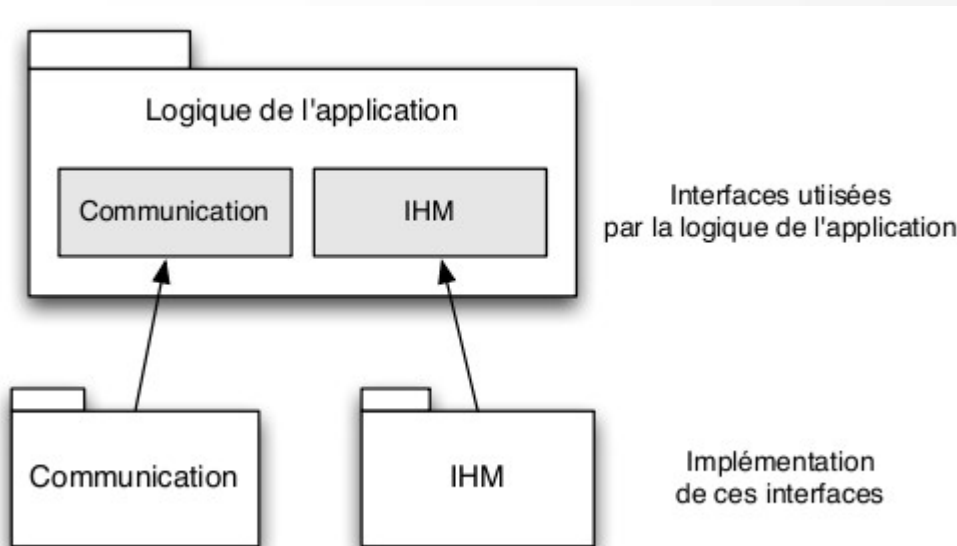 Logique de l'application
Communication
IHM
Interfaces utiisées
par la logique de l'application
Communication
IHM
Implémentation
de ces interfaces